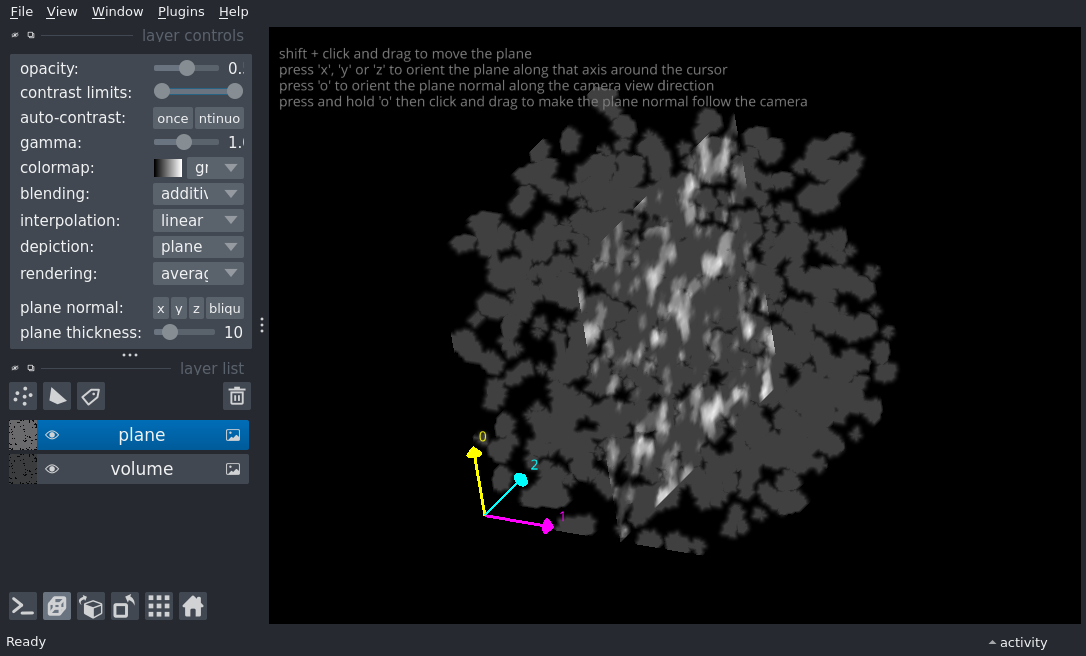 File View Window Plugins Help
layer controls
opacity: 0.
contrast limits:
auto-contrast: once ntinuo
gamma: 1.
colormap: gr
blending: additiv
interpolation: linear
depiction: plane
rendering: averag
plane normal: x y z bliqu
plane thickness: 10
layer list
plane
volume
Ready
shift + click and drag to move the plane
press 'x', 'y' or 'z' to orient the plane along that axis around the cursor
press 'o' to orient the plane normal along the camera view direction
press and hold 'o' then click and drag to make the plane normal follow the camera
0
2
1
activity